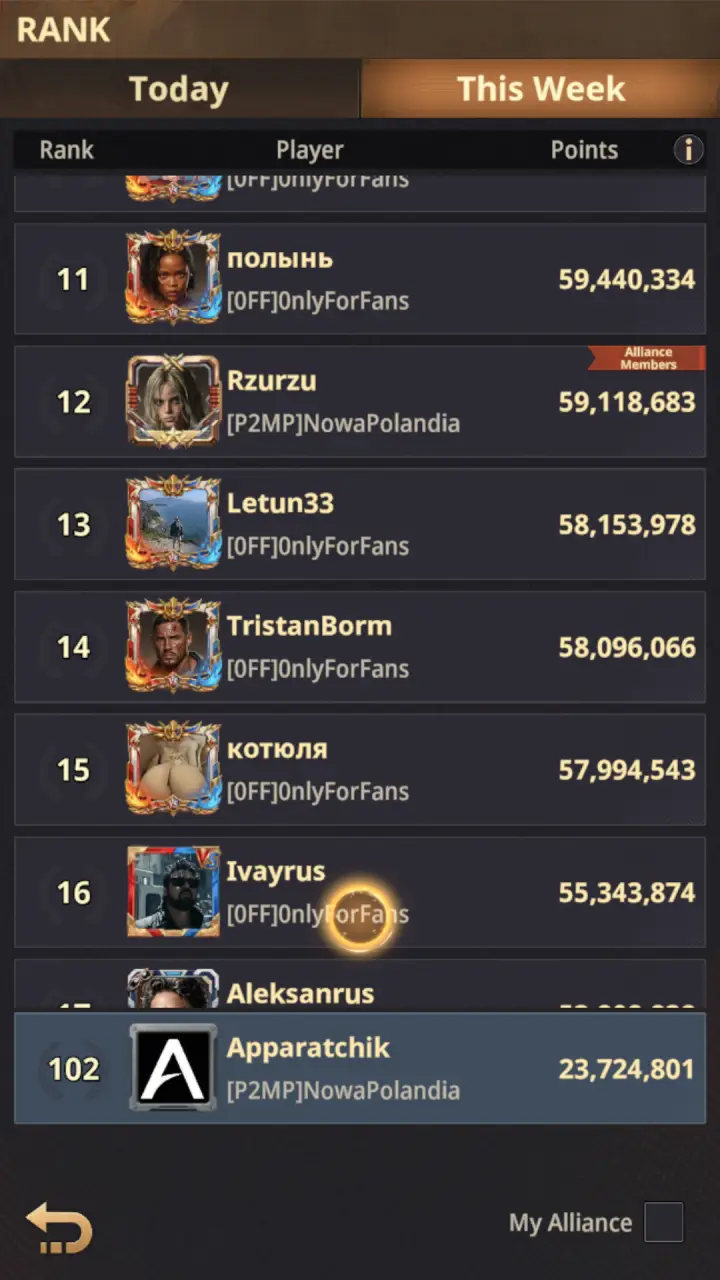 RANK
Today
This Week
Rank
Player
Points
[0FF]0nlyForFans
11
полынь
[0FF]0nlyForFans
59,440,334
Alliance
Members
12
Rzurzu
[P2MP]NowaPolandia
59,118,683
13
Letun33
[0FF]0nlyForFans
58,153,978
14
TristanBorm
[0FF]0nlyForFans
58,096,066
15
котюля
[0FF]0nlyForFans
57,994,543
16
Ivayrus
[0FF]0nlyForFans
55,343,874
Aleksanrus
102
Apparatchik
[P2MP]NowaPolandia
23,724,801
My Alliance